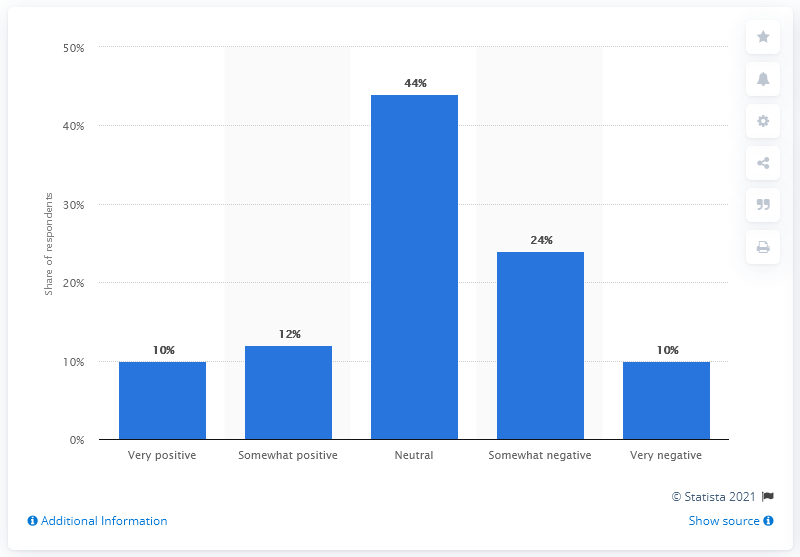 50%
40%
30%
20%
10%
0%
Share of respondents
10%
12%
44%
24%
10%
Very positive
Somewhat positive
Neutral
Somewhat negative
Very negative
© Statista 2021
Additional Information
Show source